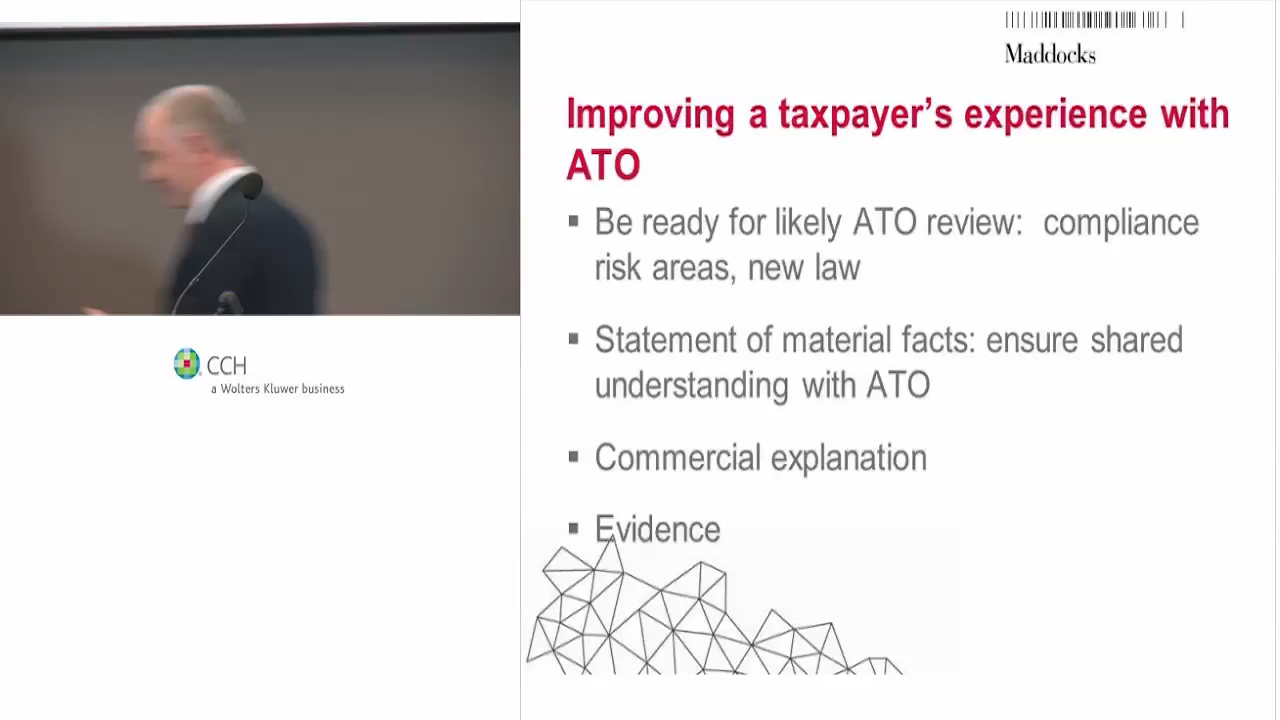 Maddocks
Improving a taxpayer’s experience with
ATO
▪ Be ready for likely ATO review:  compliance
risk areas, new law
▪ Statement of material facts: ensure shared
understanding with ATO
▪ Commercial explanation
▪ Evidence
CCH
a Wolters Kluwer business